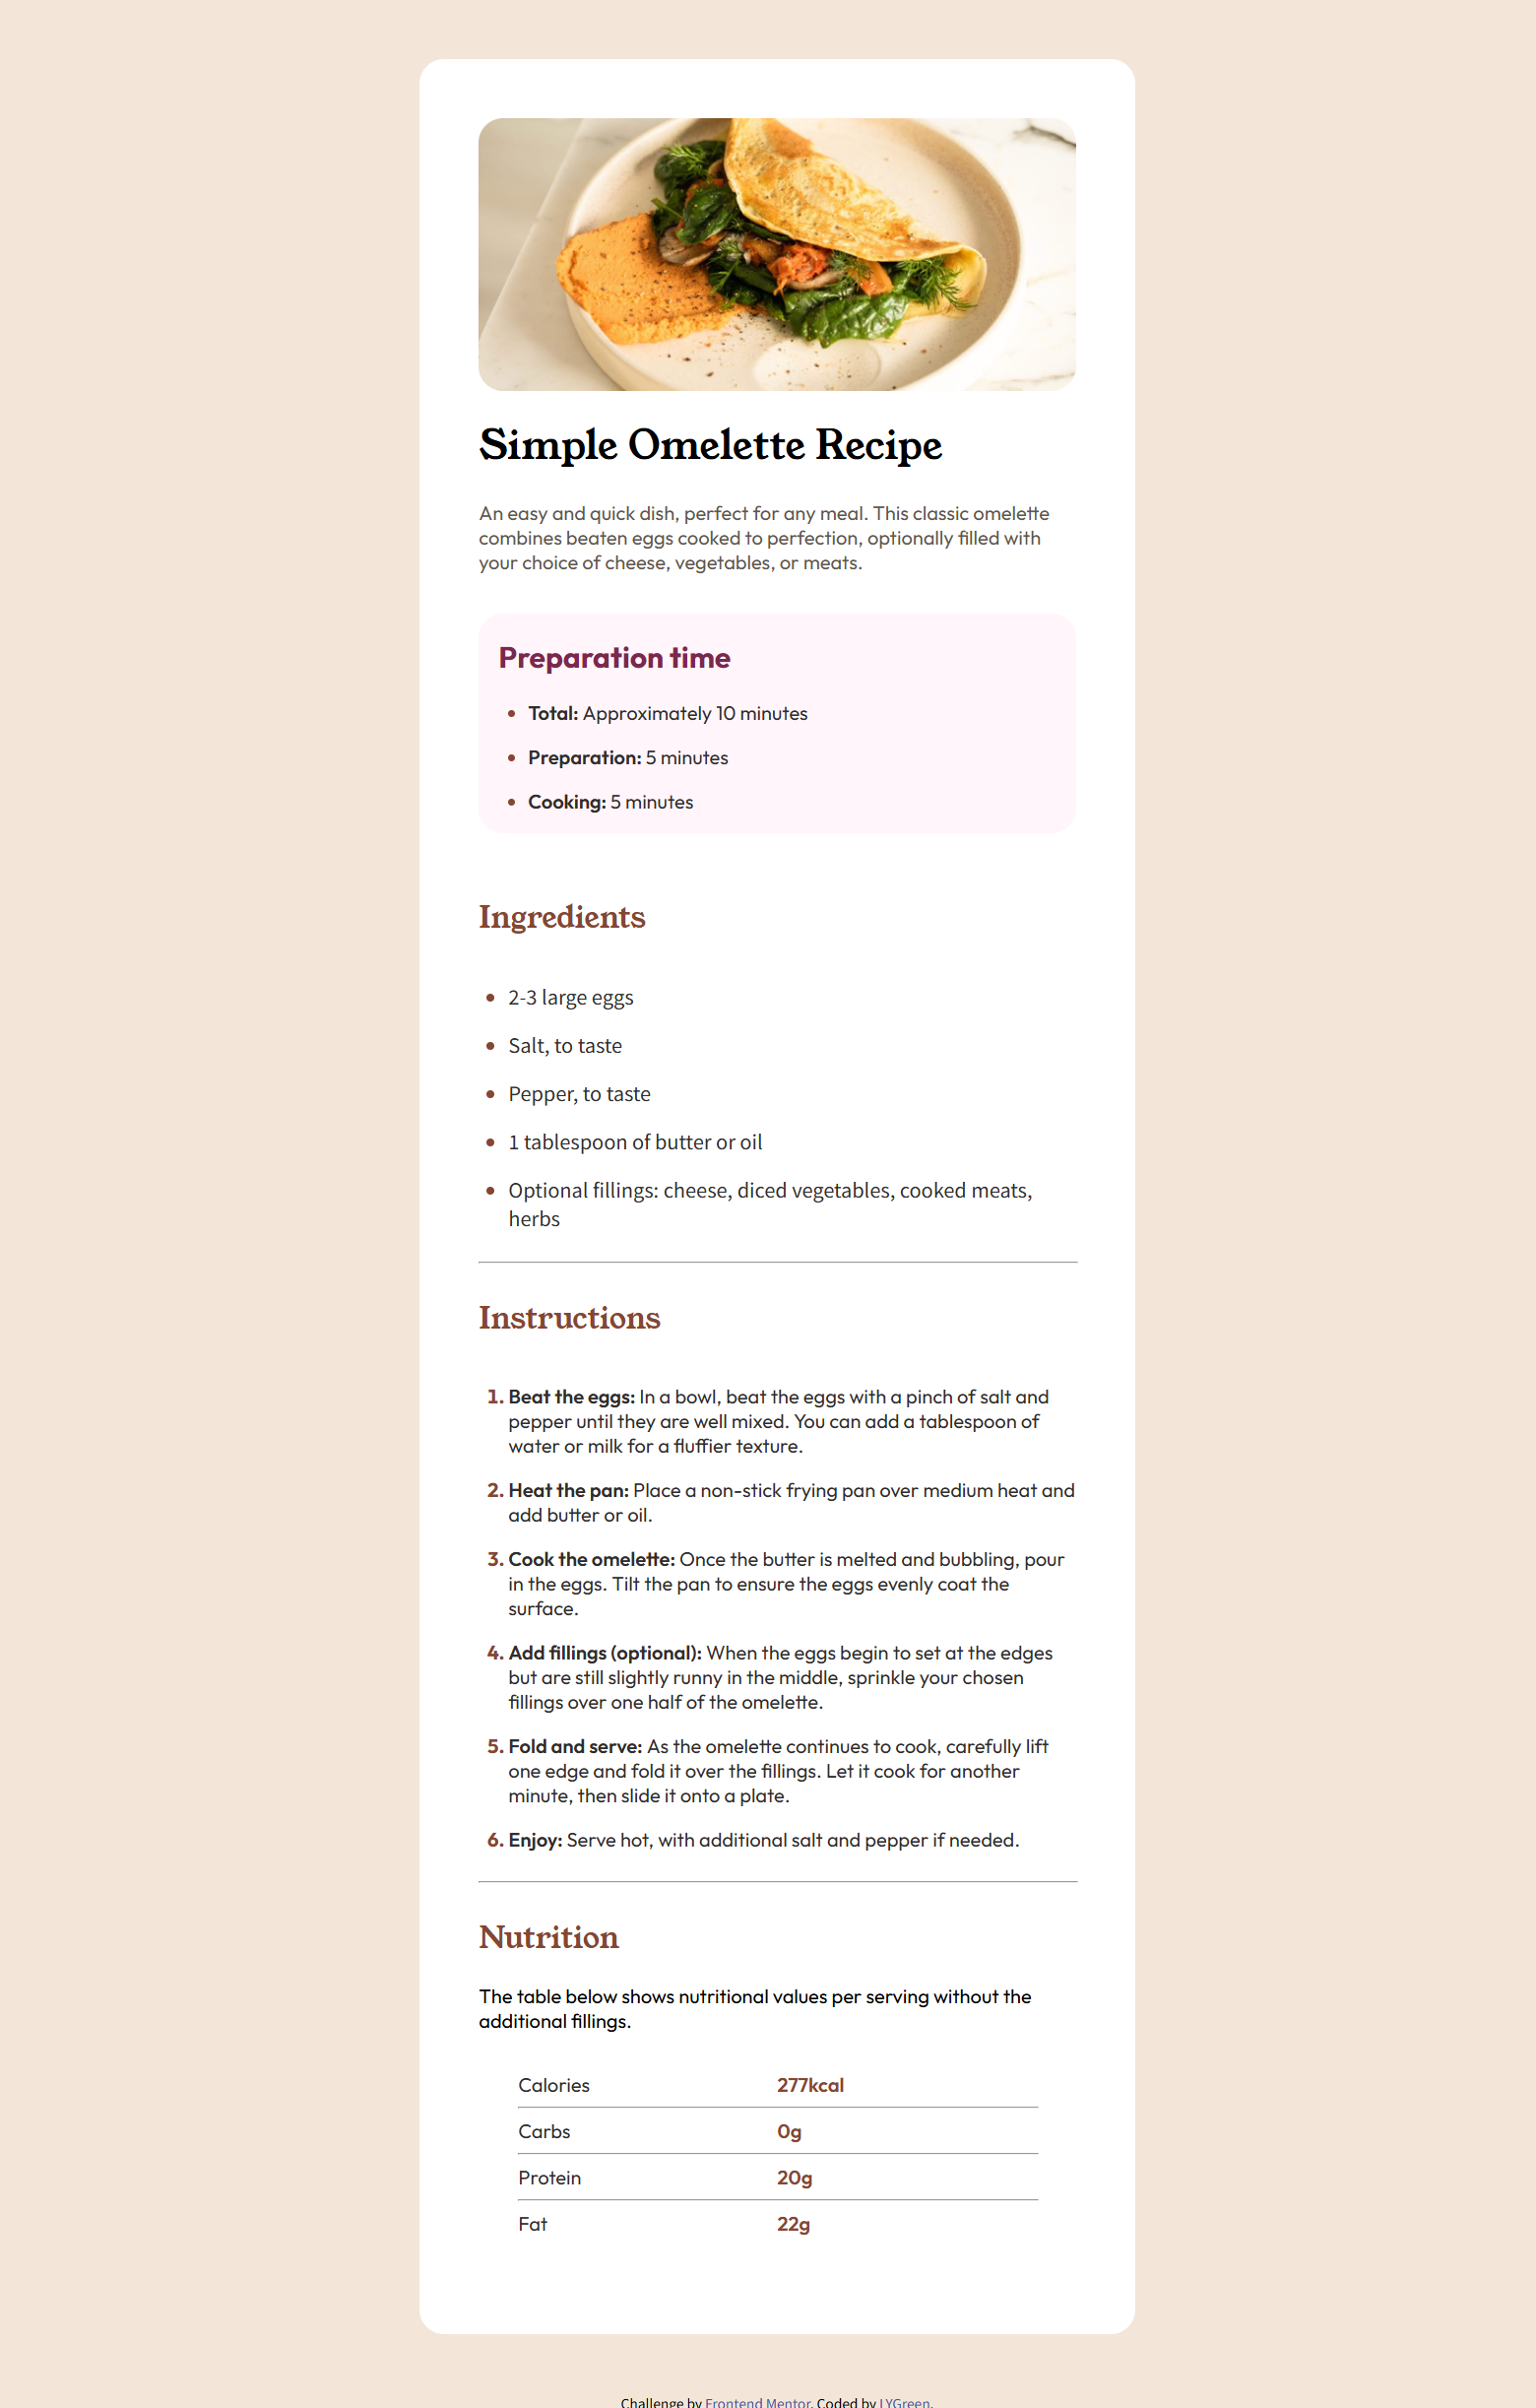 Simple Omelette Recipe
An easy and quick dish, perfect for any meal. This classic omelette
combines beaten eggs cooked to perfection, optionally filled with
your choice of cheese, vegetables, or meats.
Preparation time
Total: Approximately 10 minutes
Preparation: 5 minutes
Cooking: 5 minutes
Ingredients
2-3 large eggs
Salt, to taste
Pepper, to taste
1 tablespoon of butter or oil
Optional fillings: cheese, diced vegetables, cooked meats,
herbs
Instructions
1. Beat the eggs: In a bowl, beat the eggs with a pinch of salt and
pepper until they are well mixed. You can add a tablespoon of
water or milk for a fluffier texture.
2. Heat the pan: Place a non-stick frying pan over medium heat and
add butter or oil.
3. Cook the omelette: Once the butter is melted and bubbling, pour
in the eggs. Tilt the pan to ensure the eggs evenly coat the
surface.
4. Add fillings (optional): When the eggs begin to set at the edges
but are still slightly runny in the middle, sprinkle your chosen
fillings over one half of the omelette.
5. Fold and serve: As the omelette continues to cook, carefully lift
one edge and fold it over the fillings. Let it cook for another
minute, then slide it onto a plate.
6. Enjoy: Serve hot, with additional salt and pepper if needed.
Nutrition
The table below shows nutritional values per serving without the
additional fillings.
Calories 277kcal
Carbs 0g
Protein 20g
Fat 22g
Challenge by Frontend Mentor. Coded by LYGreen.